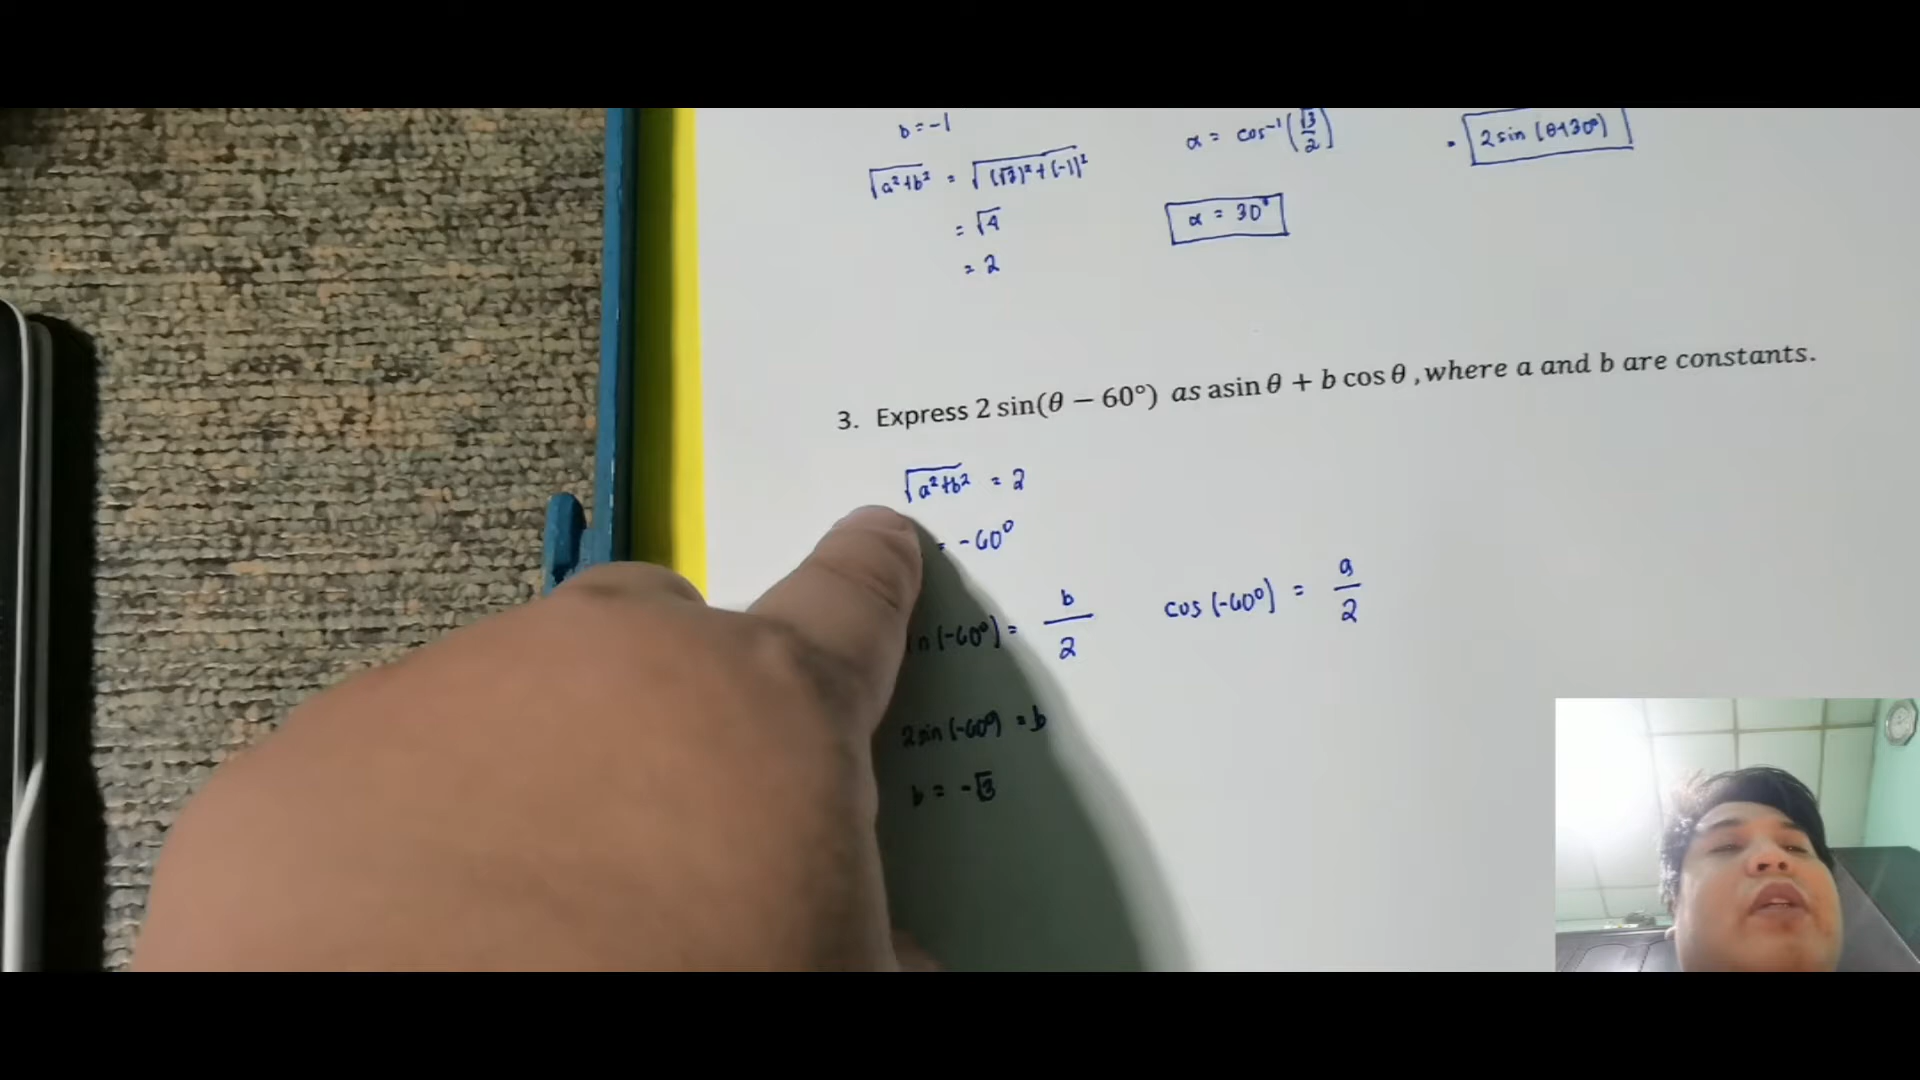 b = -1
√a²+b² = √(√3)²+(-1)²
= √4
= 2
α = cos⁻¹(√3/2)
α = 30°
= 2 sin (θ+30°)
3. Express 2 sin(θ − 60°) as asin θ + b cos θ ,where a and b are constants.
√a²+b² = 2
= -60°
n (-60°) = b/2
cos (-60°) = a/2
2 sin (-60°) = b
b = -√3